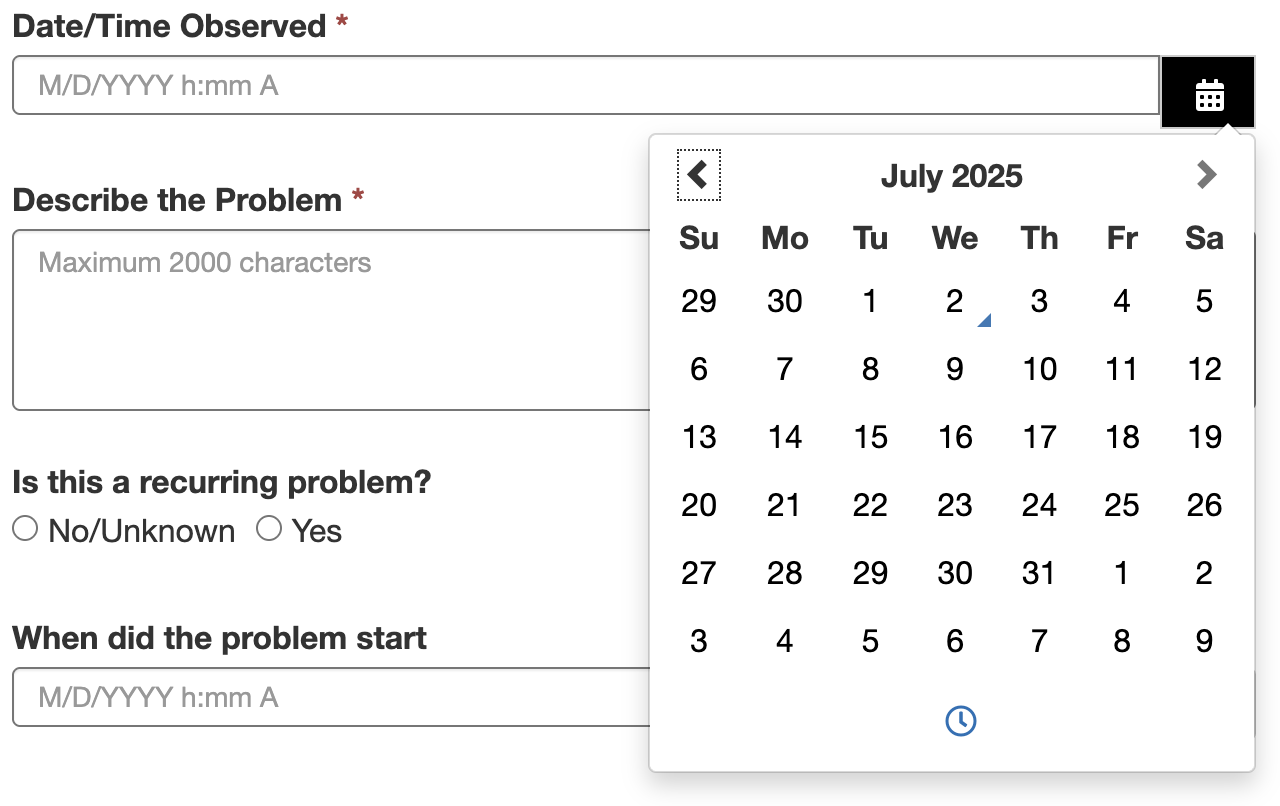 Date/Time Observed *
M/D/YYYY h:mm A
Describe the Problem *
Maximum 2000 characters
Is this a recurring problem?
No/Unknown Yes
When did the problem start
M/D/YYYY h:mm A
July 2025
Su Mo Tu We Th Fr Sa
29 30 1 2 3 4 5
6 7 8 9 10 11 12
13 14 15 16 17 18 19
20 21 22 23 24 25 26
27 28 29 30 31 1 2
3 4 5 6 7 8 9